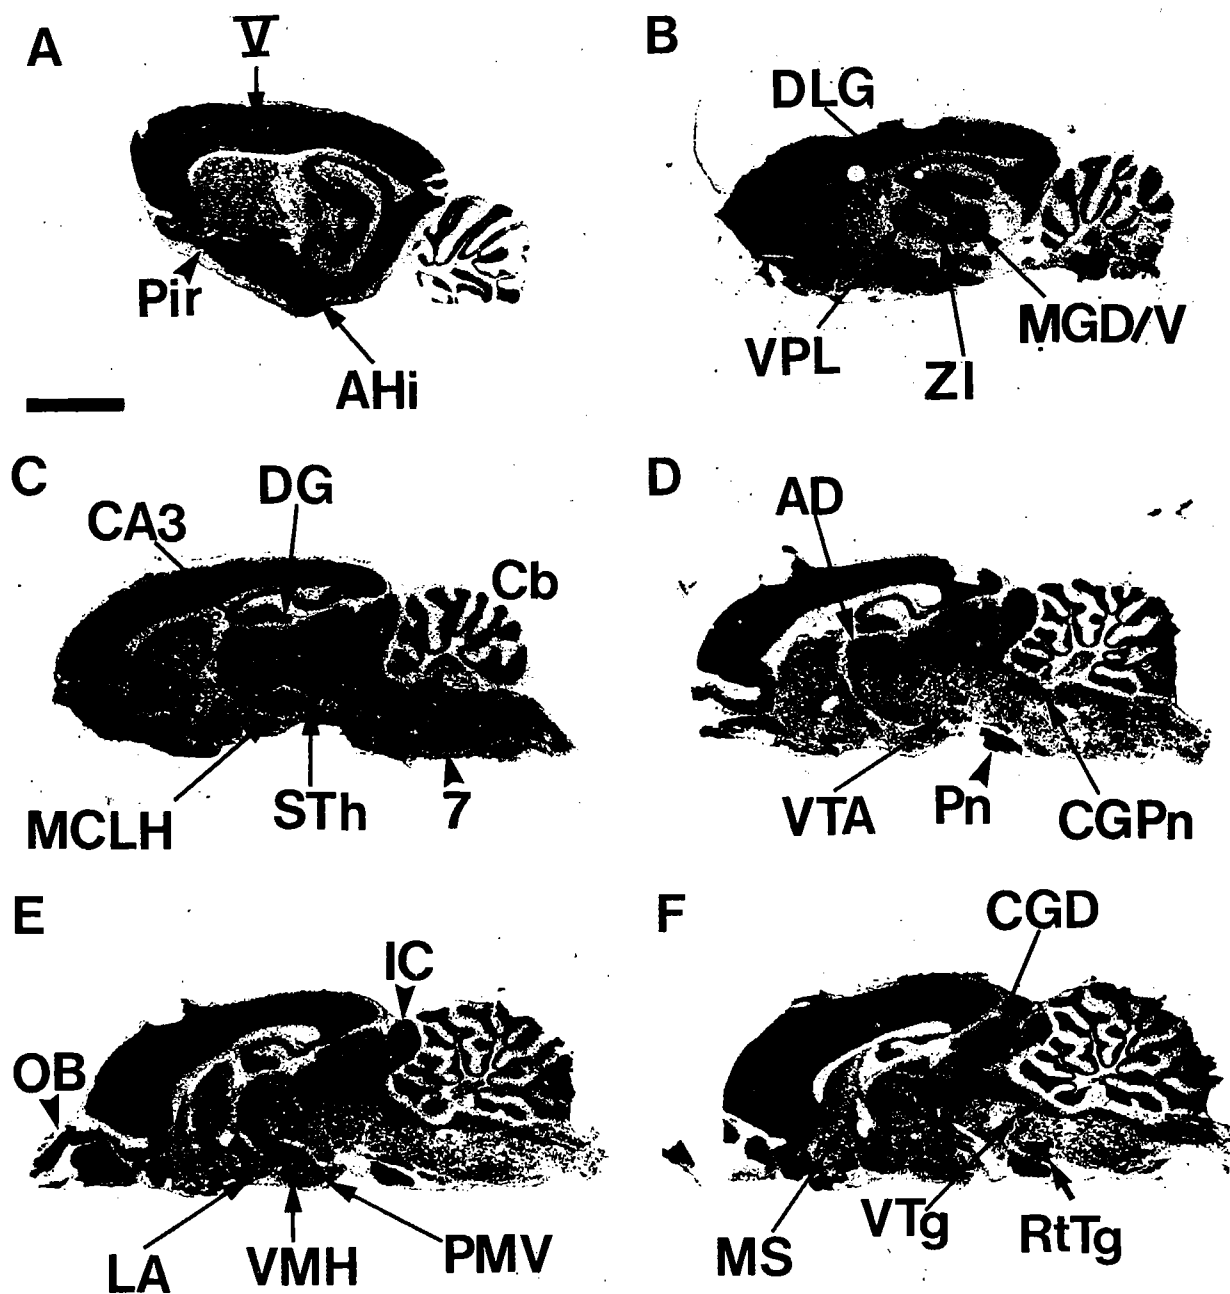 A
V
Pir
AHi
B
DLG
VPL
ZI
MGD/V
C
CA3
DG
Cb
MCLH
STh
7
D
AD
VTA
Pn
CGPn
E
OB
IC
LA
VMH
PMV
F
CGD
MS
VTg
RtTg